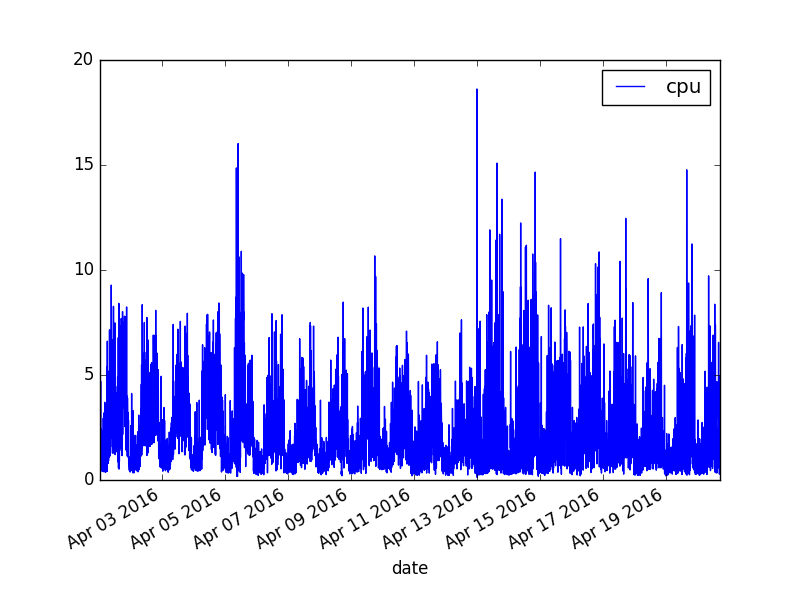 20
15
10
5
0
cpu
Apr 03 2016
Apr 05 2016
Apr 07 2016
Apr 09 2016
Apr 11 2016
Apr 13 2016
Apr 15 2016
Apr 17 2016
Apr 19 2016
date